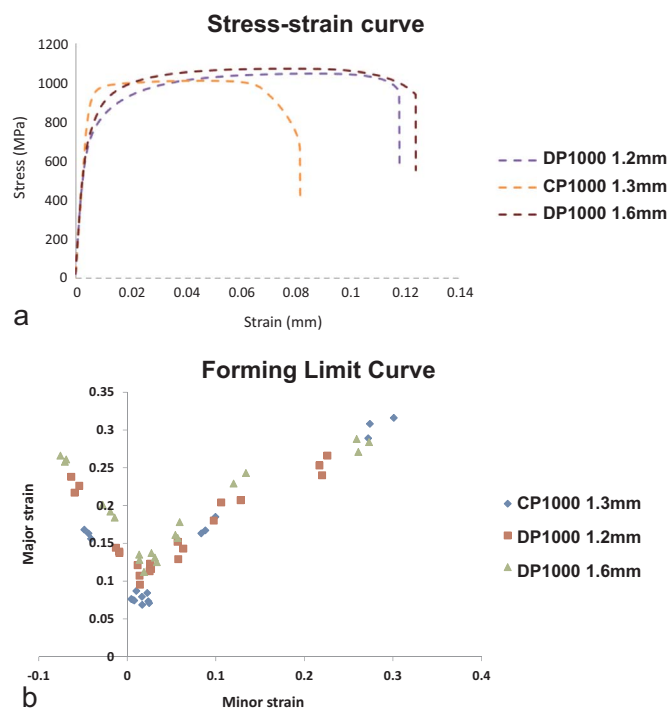 Stress-strain curve
1200
1000
800
600
400
200
0
0 0.02 0.04 0.06 0.08 0.1 0.12 0.14
Stress (MPa)
Strain (mm)
DP1000 1.2mm
CP1000 1.3mm
DP1000 1.6mm
a
Forming Limit Curve
0.35
0.3
0.25
0.2
0.15
0.1
0.05
0
-0.1 0 0.1 0.2 0.3 0.4
Major strain
Minor strain
CP1000 1.3mm
DP1000 1.2mm
DP1000 1.6mm
b